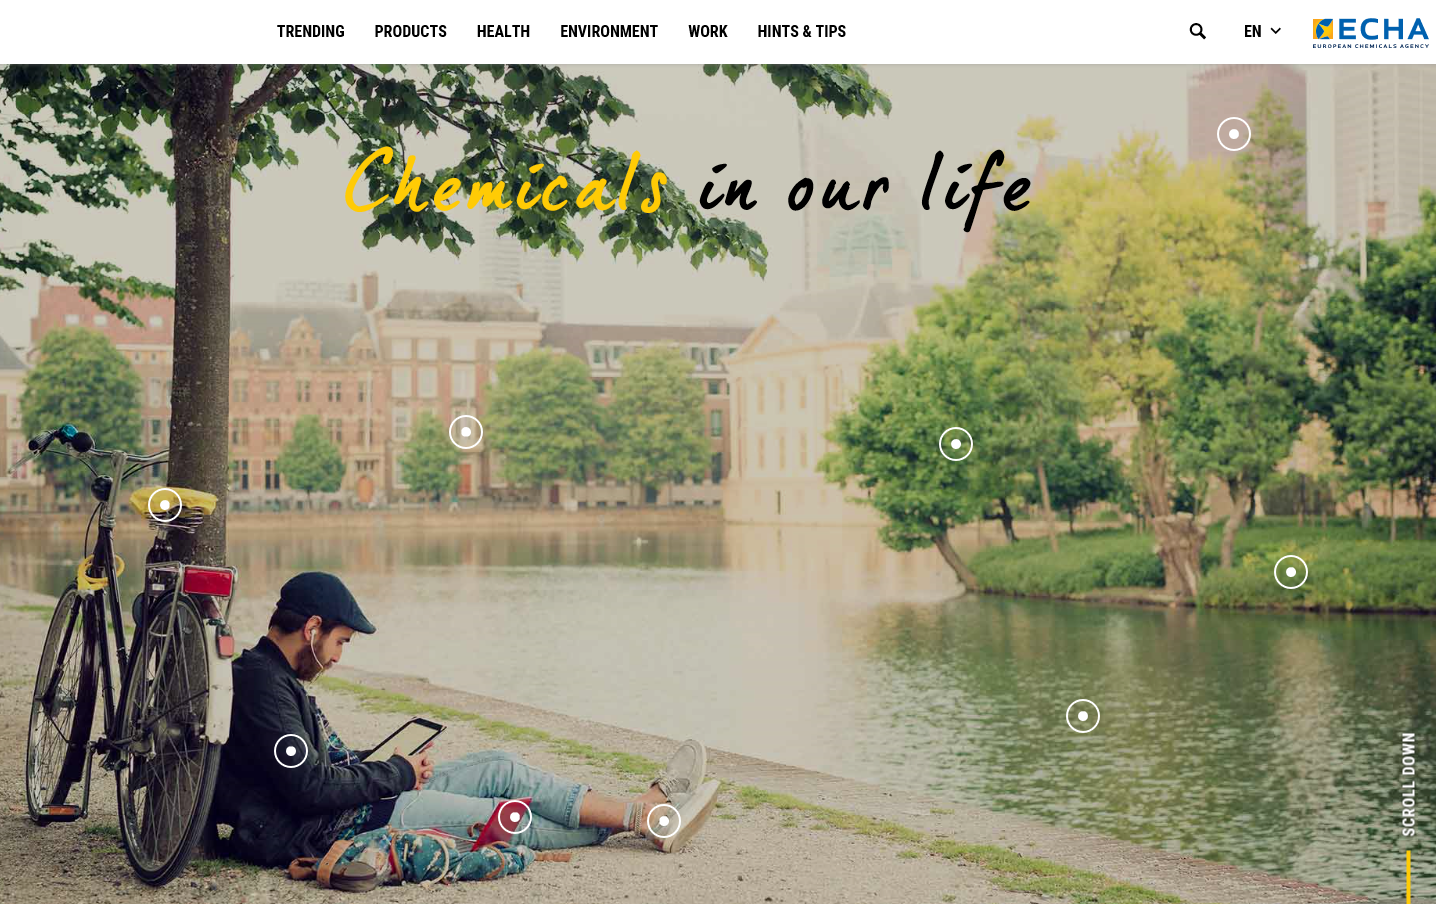 TRENDING PRODUCTS HEALTH ENVIRONMENT WORK HINTS & TIPS EN ECHA
EUROPEAN CHEMICALS AGENCY
Chemicals in our life
SCROLL DOWN